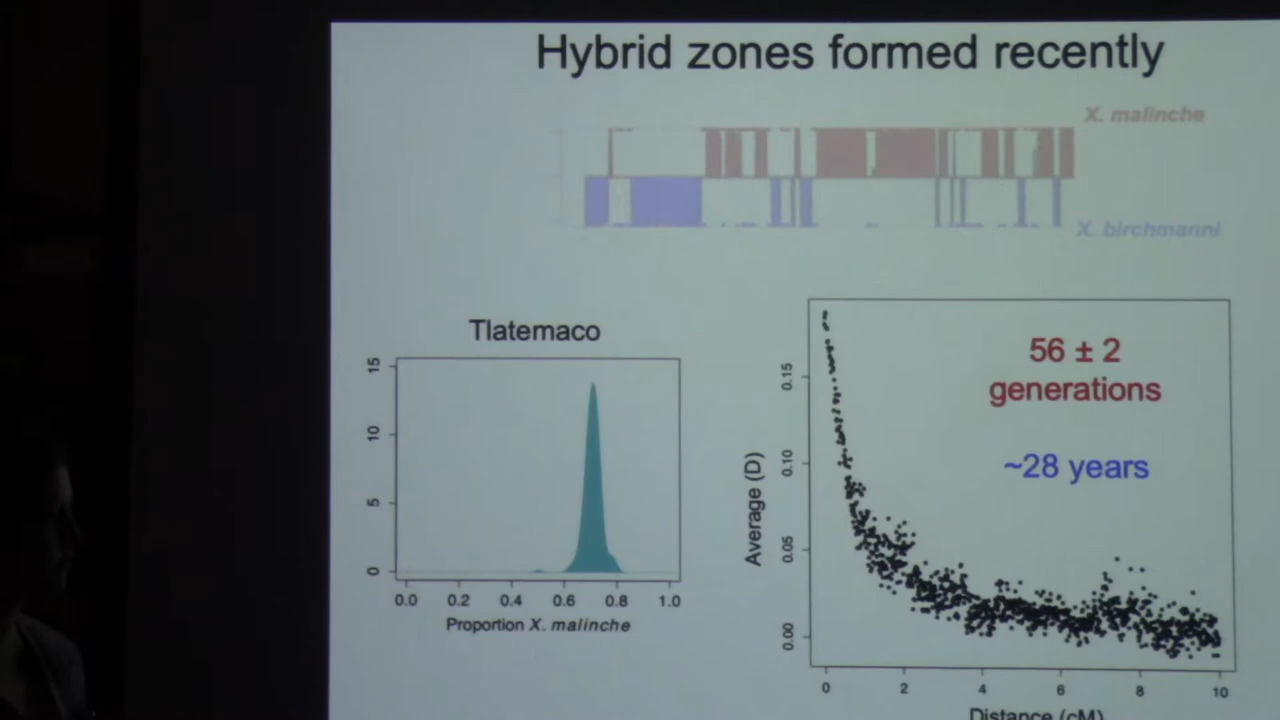 Hybrid zones formed recently
X. malinche
X. birchmanni
Tlatemaco
15
10
5
0
0.0 0.2 0.4 0.6 0.8 1.0
Proportion X. malinche
56 ± 2
generations
~28 years
Average (D)
0.15
0.10
0.05
0.00
0 2 4 6 8 10
Distance (cM)